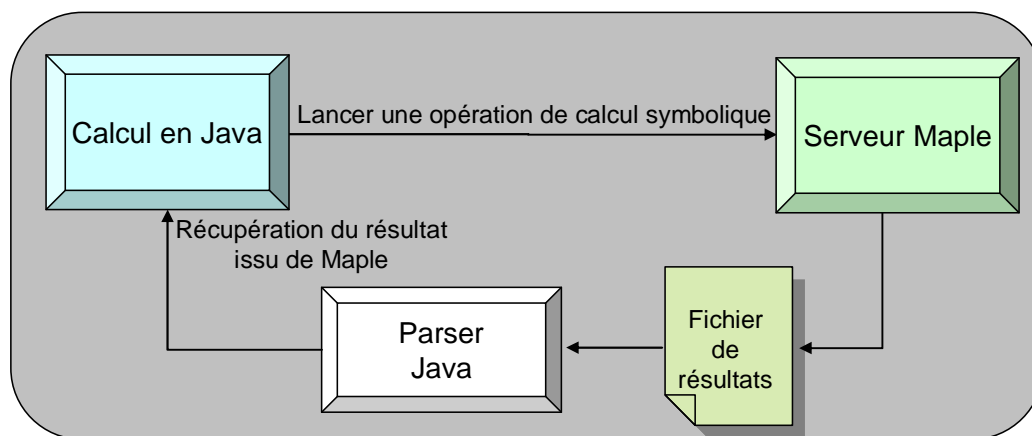 Calcul en Java
Lancer une opération de calcul symbolique
Serveur Maple
Récupération du résultat
issu de Maple
Parser
Java
Fichier
de
résultats